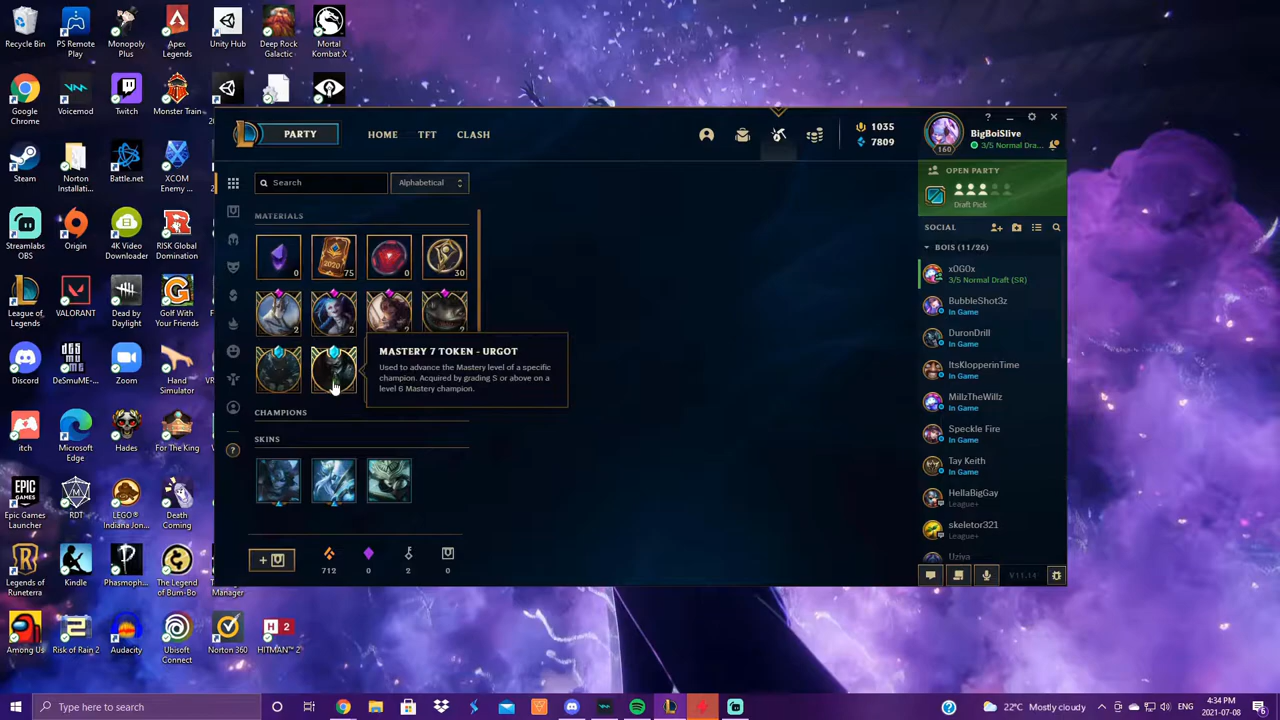 Recycle Bin
PS Remote
Play
Monopoly
Plus
Apex
Legends
Unity Hub
Deep Rock
Galactic
Mortal
Kombat X
Google
Chrome
Voicemod
Twitch
Monster Train
Steam
Norton
Installati...
Battle.net
XCOM
Enemy ...
Streamlabs
OBS
Origin
4K Video
Downloader
RISK Global
Domination
League of
Legends
VALORANT
Dead by
Daylight
Golf With
Your Friends
Discord
DeSmuME-...
Zoom
Hand
Simulator
itch
Microsoft
Edge
Hades
For The King
Epic Games
Launcher
RDT
LEGO®
Indiana Jon...
Death
Coming
Legends of
Runeterra
Kindle
Phasmoph...
The Legend
of Bum-Bo
Manager
Among Us
Risk of Rain 2
Audacity
Ubisoft
Connect
Norton 360
HITMAN™ 2
PARTY
HOME
TFT
CLASH
1035
7809
160
BigBoiSlive
3/5 Normal Dra...
Search
Alphabetical
MATERIALS
0
2020
75
0
30
2
2
2
2
MASTERY 7 TOKEN - URGOT
Used to advance the Mastery level of a specific
champion. Acquired by grading S or above on a
level 6 Mastery champion.
CHAMPIONS
SKINS
712
0
2
0
OPEN PARTY
Draft Pick
SOCIAL
BOIS (11/26)
xOGOx
3/5 Normal Draft (SR)
BubbleShot3z
In Game
DuronDrill
In Game
ItsKlopperinTime
In Game
MillzTheWillz
In Game
Speckle Fire
In Game
Tay Keith
In Game
HellaBigGay
League+
skeletor321
League+
Uziya
V11.14
Type here to search
22°C Mostly cloudy
4:34 PM
2021-07-08
6